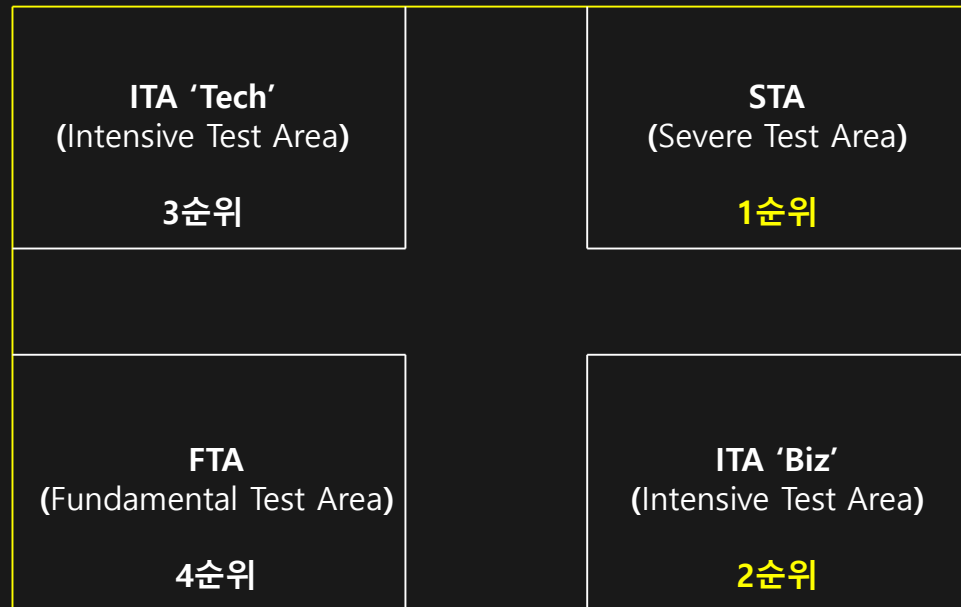 ITA ‘Tech’
(Intensive Test Area)
3순위
STA
(Severe Test Area)
1순위
FTA
(Fundamental Test Area)
4순위
ITA ‘Biz’
(Intensive Test Area)
2순위